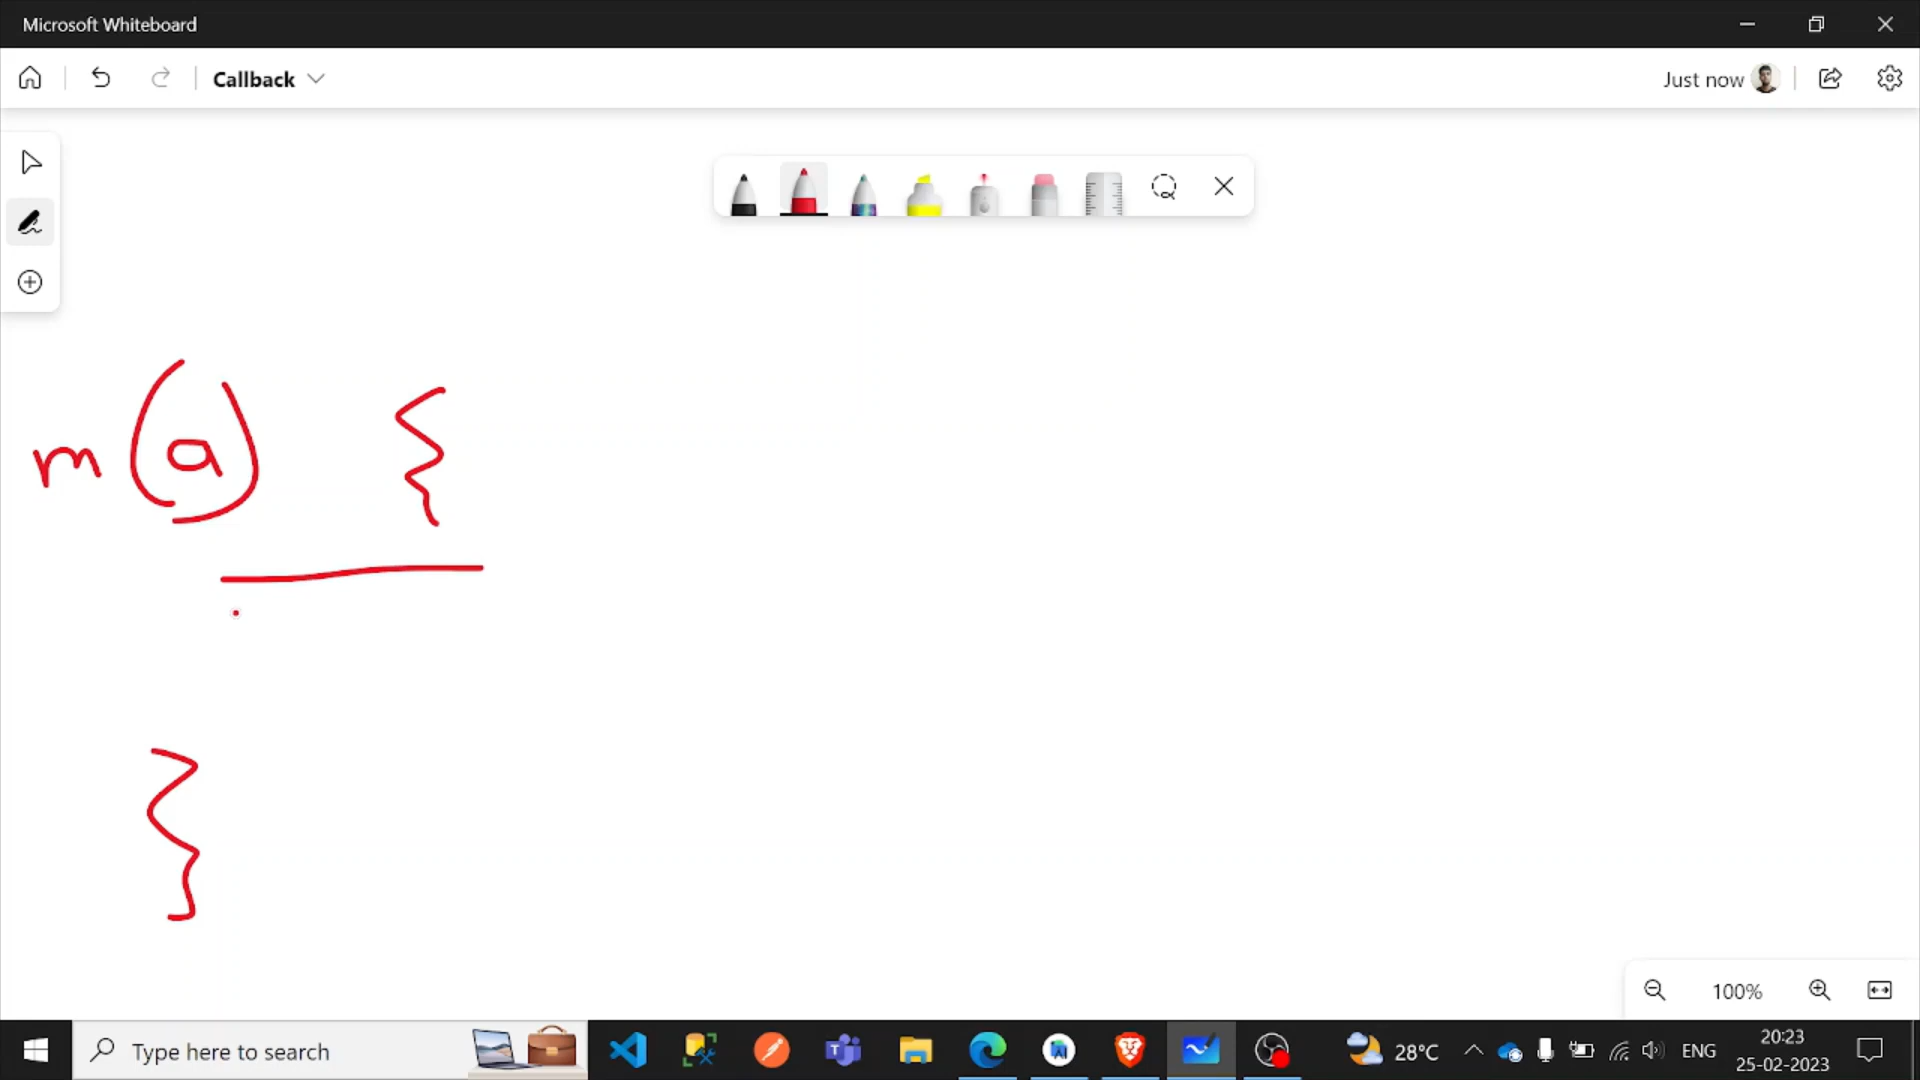 Microsoft Whiteboard
Callback
Just now
m(a) {
}
100%
Type here to search
28°C
ENG
20:23
25-02-2023